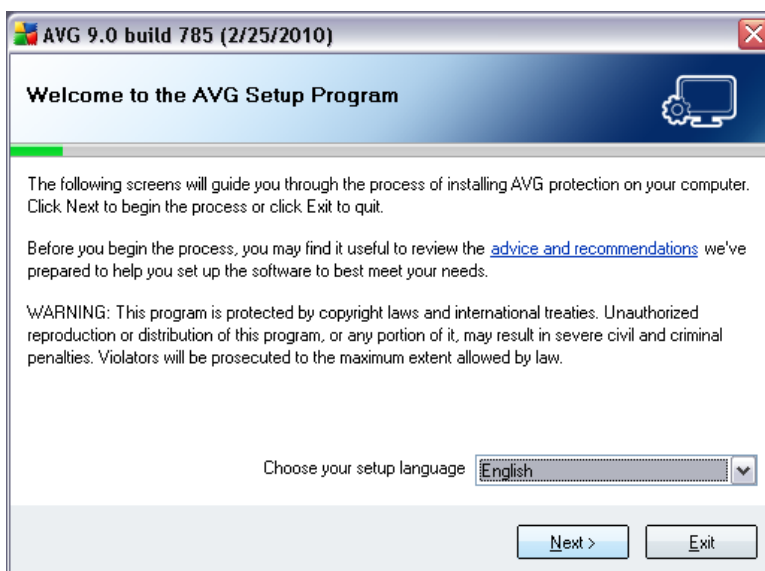 AVG 9.0 build 785 (2/25/2010)
Welcome to the AVG Setup Program
The following screens will guide you through the process of installing AVG protection on your computer.
Click Next to begin the process or click Exit to quit.
Before you begin the process, you may find it useful to review the advice and recommendations we've
prepared to help you set up the software to best meet your needs.
WARNING: This program is protected by copyright laws and international treaties. Unauthorized
reproduction or distribution of this program, or any portion of it, may result in severe civil and criminal
penalties. Violators will be prosecuted to the maximum extent allowed by law.
Choose your setup language English
Next > Exit